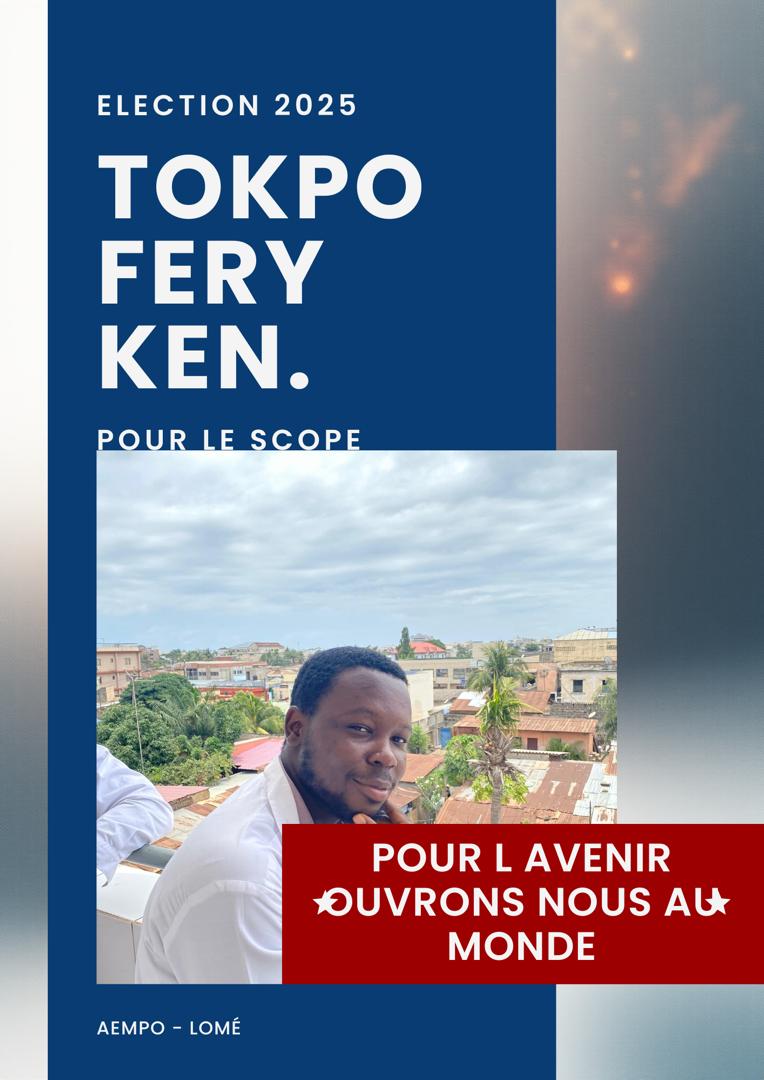 ELECTION 2025
TOKPO
FERY
KEN.
POUR LE SCOPE
POUR L AVENIR
OUVRONS NOUS AU
MONDE
AEMPO - LOMÉ